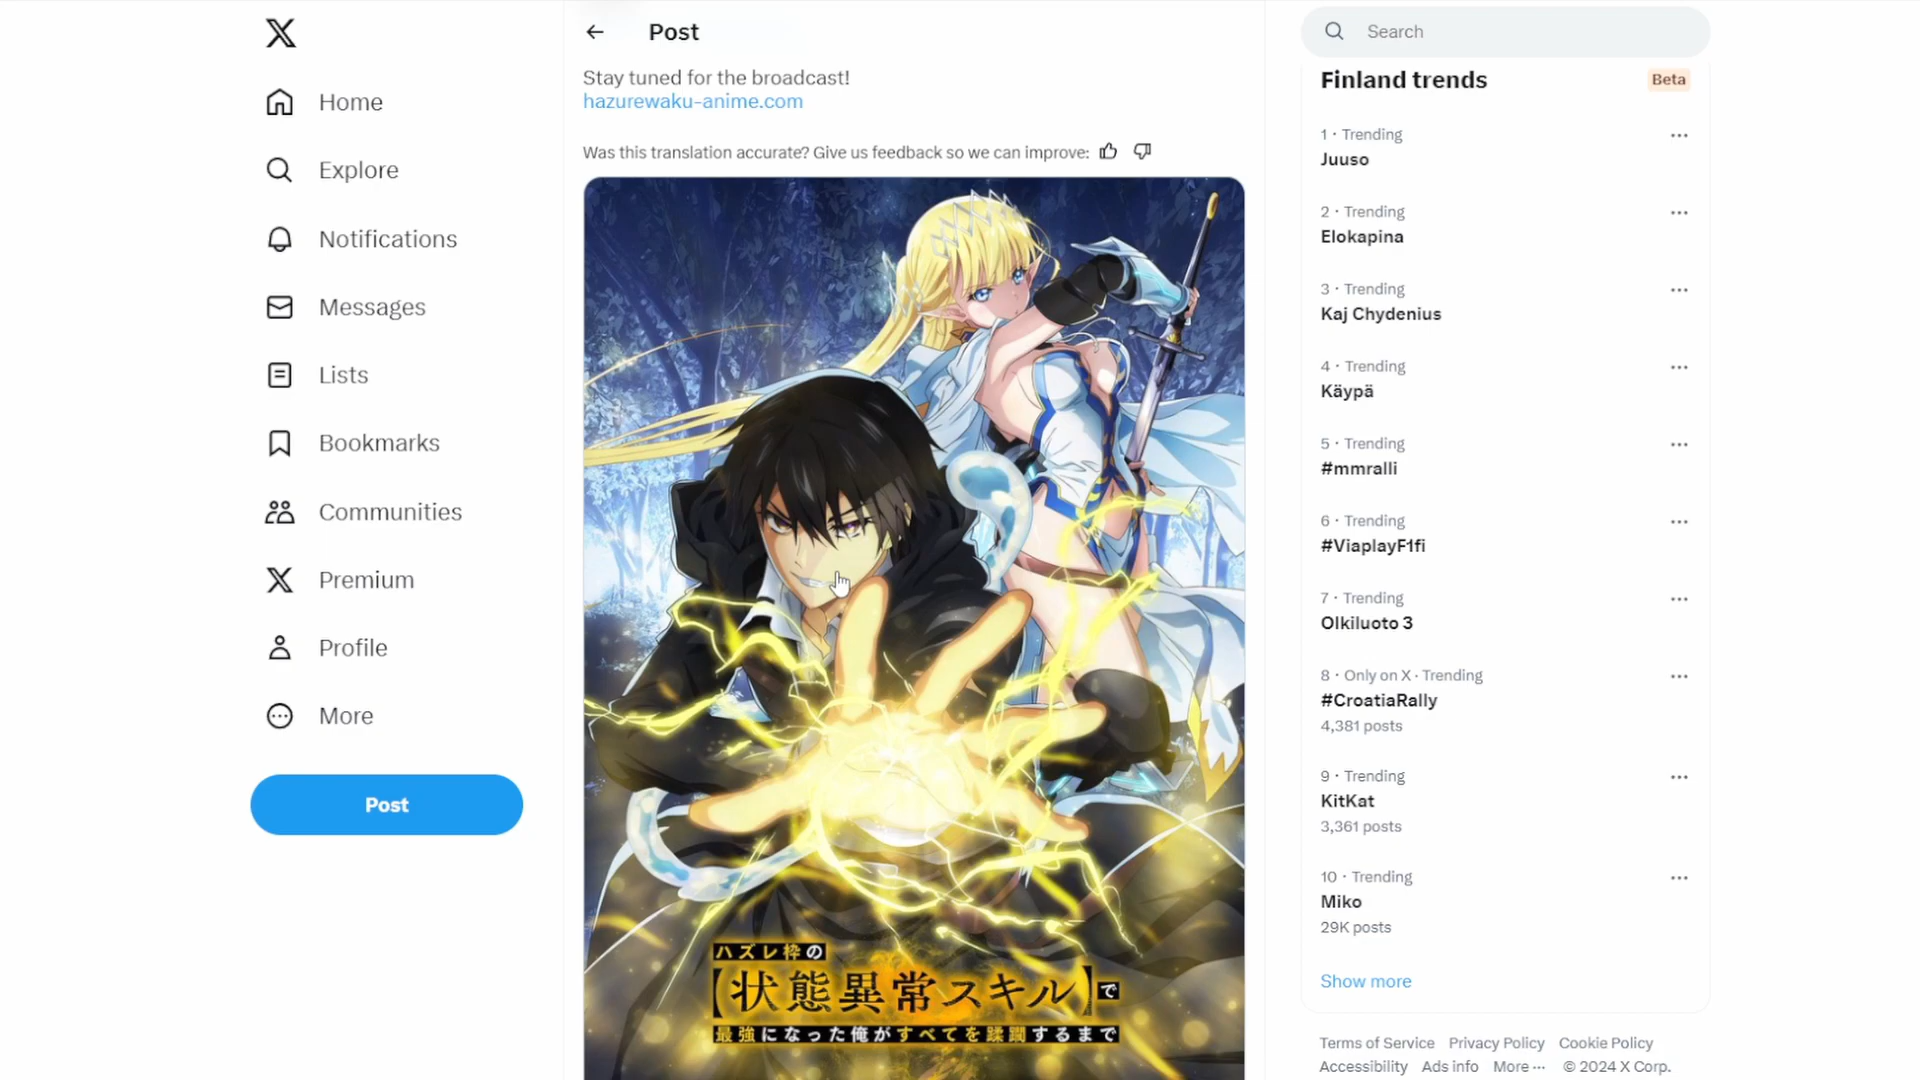 Home
Explore
Notifications
Messages
Lists
Bookmarks
Communities
Premium
Profile
More
Post
Post
Stay tuned for the broadcast!
hazurewaku-anime.com
Was this translation accurate? Give us feedback so we can improve:
ハズレ枠の
【状態異常スキル】で
最強になった俺がすべてを蹂躙するまで
Search
Finland trends
Beta
1 · Trending
Juuso
2 · Trending
Elokapina
3 · Trending
Kaj Chydenius
4 · Trending
Käypä
5 · Trending
#mmralli
6 · Trending
#ViaplayF1fi
7 · Trending
Olkiluoto 3
8 · Only on X · Trending
#CroatiaRally
4,381 posts
9 · Trending
KitKat
3,361 posts
10 · Trending
Miko
29K posts
Show more
Terms of Service Privacy Policy Cookie Policy
Accessibility Ads info More ··· © 2024 X Corp.